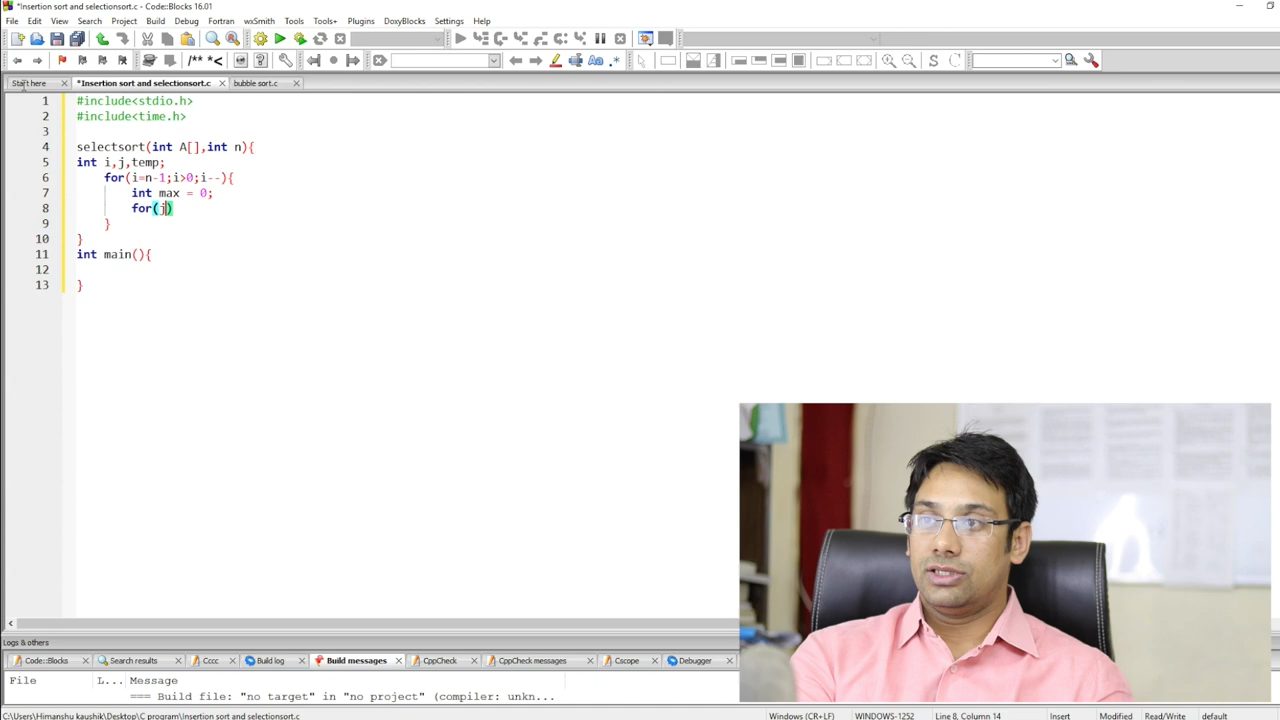 *Insertion sort and selectionsort.c - Code::Blocks 16.01
File Edit View Search Project Build Debug Fortran wxSmith Tools Tools+ Plugins DoxyBlocks Settings Help
/** *<
Start here
*Insertion sort and selectionsort.c
bubble sort.c
1 #include<stdio.h>
2 #include<time.h>
3
4 selectsort(int A[],int n){
5 int i,j,temp;
6 for(i=n-1;i>0;i--){
7 int max = 0;
8 for(j)
9 }
10 }
11 int main(){
12
13 }
Logs & others
Code::Blocks Search results Cccc Build log Build messages CppCheck CppCheck messages Cscope Debugger
File L... Message
=== Build file: "no target" in "no project" (compiler: unkn...
C:\Users\Himanshu kaushik\Desktop\C program\Insertion sort and selectionsort.c Windows (CR+LF) WINDOWS-1252 Line 8, Column 14 Insert Modified Read/Write default